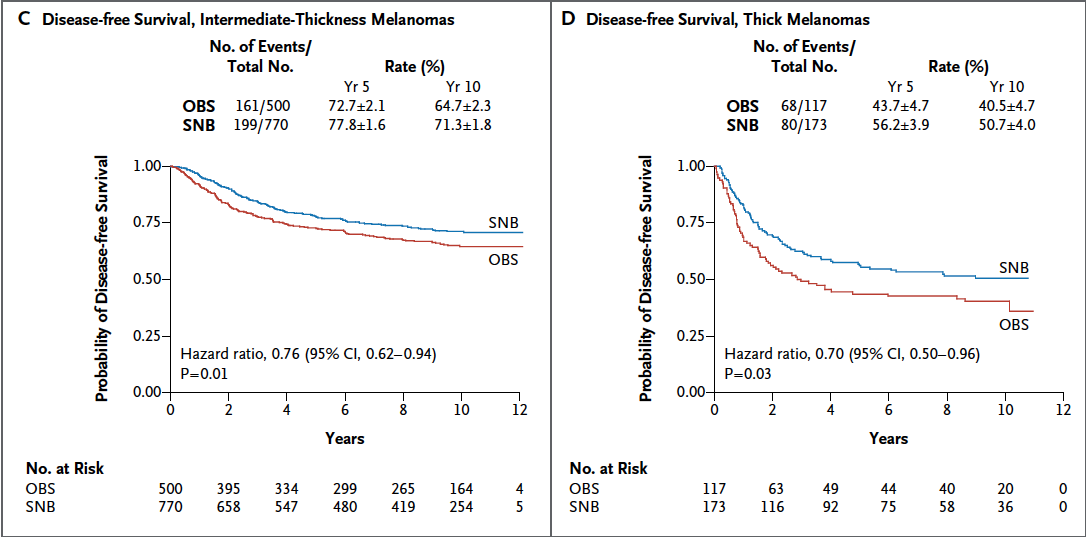 C Disease-free Survival, Intermediate-Thickness Melanomas
No. of Events/
Total No. Rate (%)
Yr 5 Yr 10
OBS 161/500 72.7±2.1 64.7±2.3
SNB 199/770 77.8±1.6 71.3±1.8
Probability of Disease-free Survival
1.00
0.75
0.50
0.25
0.00
SNB
OBS
Hazard ratio, 0.76 (95% CI, 0.62–0.94)
P=0.01
0 2 4 6 8 10 12
Years
No. at Risk
OBS 500 395 334 299 265 164 4
SNB 770 658 547 480 419 254 5
D Disease-free Survival, Thick Melanomas
No. of Events/
Total No. Rate (%)
Yr 5 Yr 10
OBS 68/117 43.7±4.7 40.5±4.7
SNB 80/173 56.2±3.9 50.7±4.0
Probability of Disease-free Survival
1.00
0.75
0.50
0.25
0.00
SNB
OBS
Hazard ratio, 0.70 (95% CI, 0.50–0.96)
P=0.03
0 2 4 6 8 10 12
Years
No. at Risk
OBS 117 63 49 44 40 20 0
SNB 173 116 92 75 58 36 0